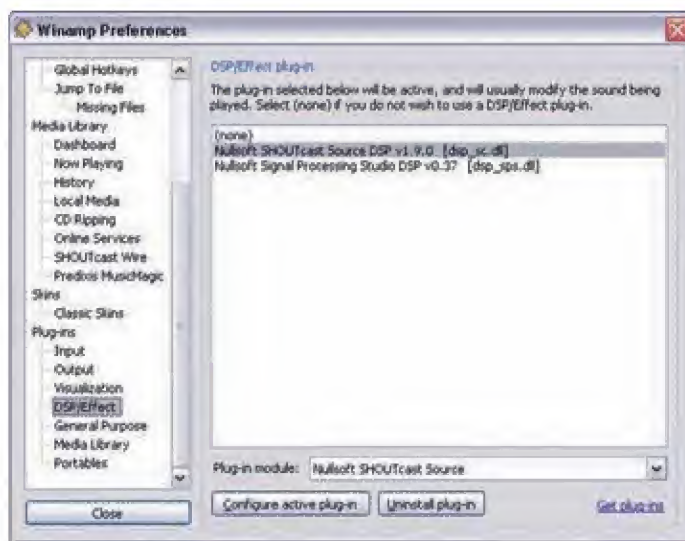 Winamp Preferences
Global Hotkeys
Jump To File
Missing Files
Media Library
Dashboard
Now Playing
History
Local Media
CD Ripping
Online Services
SHOUTcast Wire
Predixis MusicMagic
Skins
Classic Skins
Plug-ins
Input
Output
Visualization
DSP/Effect
General Purpose
Media Library
Portables
Close
DSP/Effect plug-in
The plug-in selected below will be active, and will usually modify the sound being
played. Select (none) if you do not wish to use a DSP/Effect plug-in.
(none)
Nullsoft SHOUTcast Source DSP v1.9.0 [dsp_sc.dll]
Nullsoft Signal Processing Studio DSP v0.37 [dsp_sps.dll]
Plug-in module: Nullsoft SHOUTcast Source
Configure active plug-in Uninstall plug-in Get plug-ins